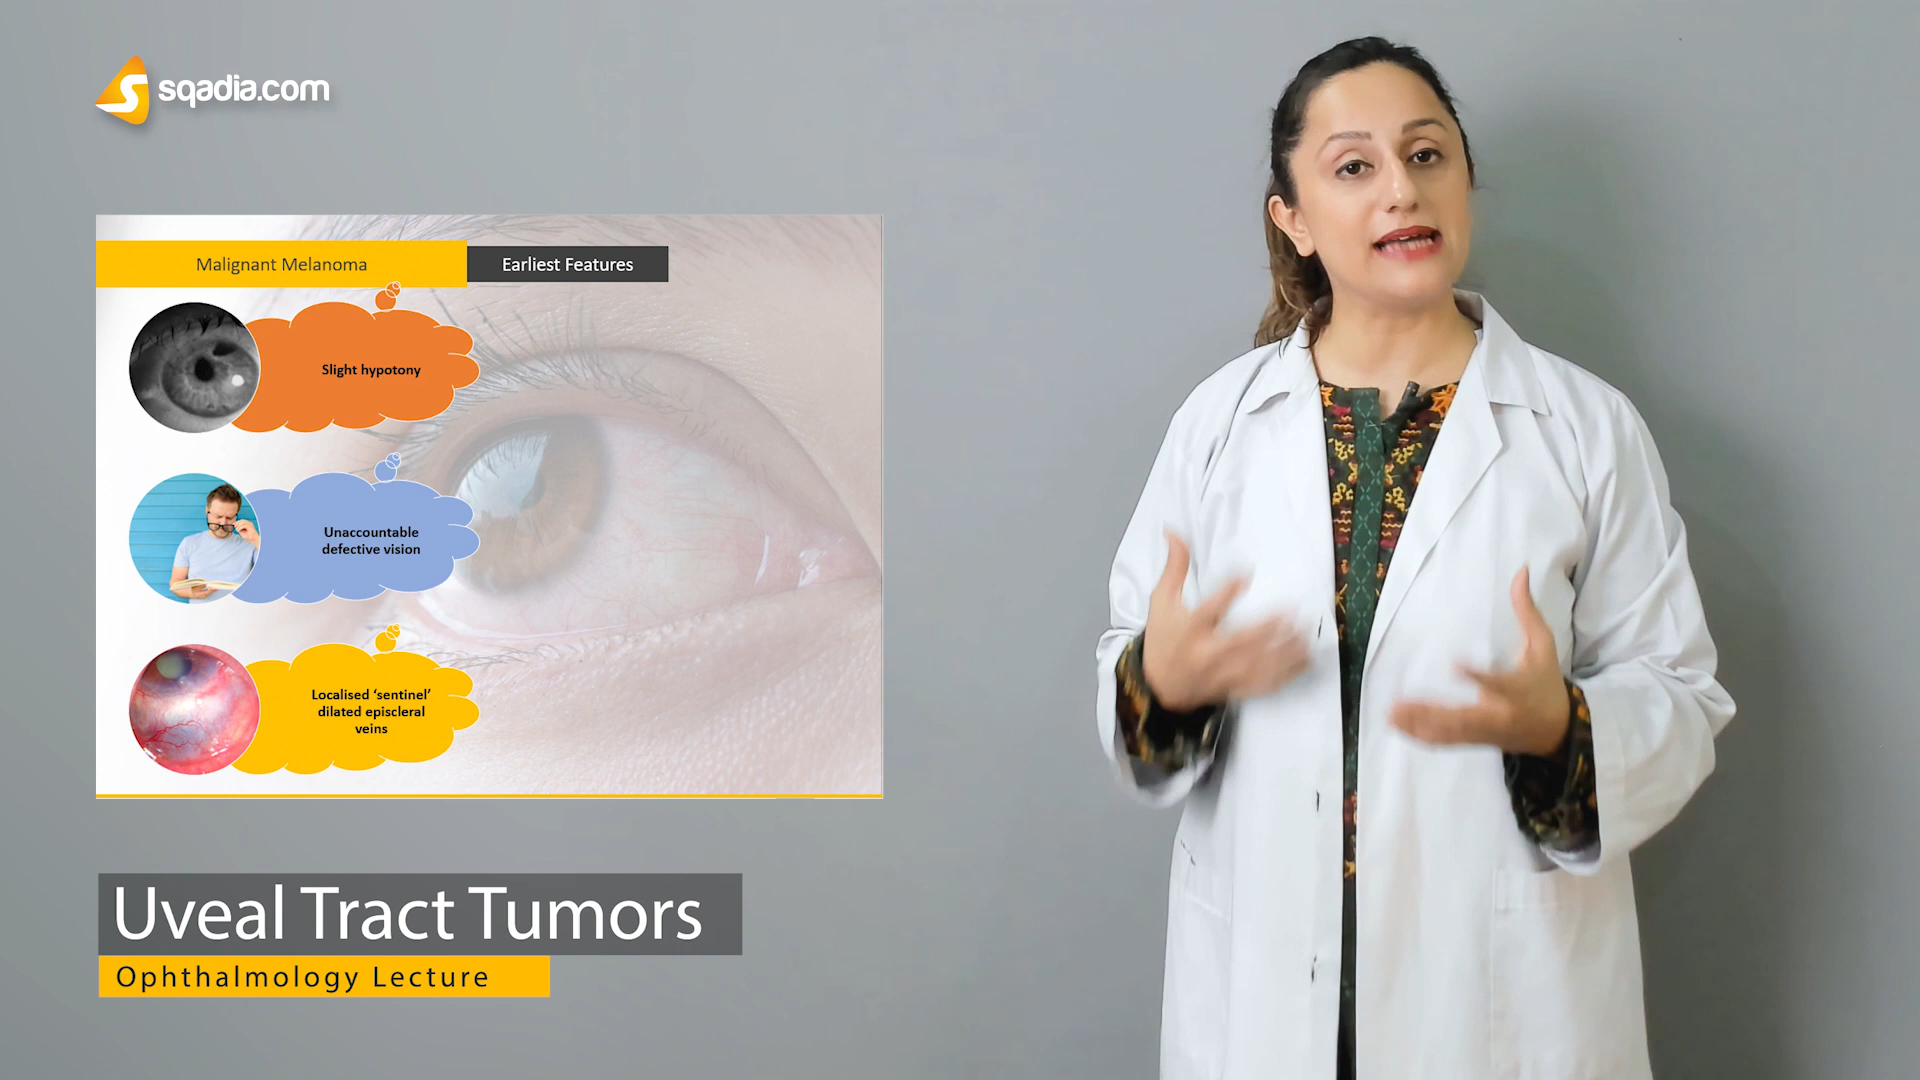 sqadia.com
Malignant Melanoma
Earliest Features
Slight hypotony
Unaccountable
defective vision
Localised ‘sentinel’
dilated episcleral
veins
Uveal Tract Tumors
Ophthalmology Lecture